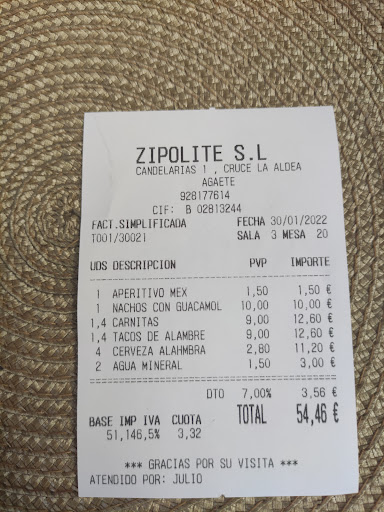 ZIPOLITE S.L
CANDELARIAS 1 , CRUCE LA ALDEA
AGAETE
928177614
CIF: B 02813244
FACT.SIMPLIFICADA FECHA 30/01/2022
T001/30021 SALA 3 MESA 20
UDS DESCRIPCION PVP IMPORTE
1 APERITIVO MEX 1,50 1,50 €
1 NACHOS CON GUACAMOL 10,00 10,00 €
1,4 CARNITAS 9,00 12,60 €
1,4 TACOS DE ALAMBRE 9,00 12,60 €
4 CERVEZA ALAHMBRA 2,80 11,20 €
2 AGUA MINERAL 1,50 3,00 €
DTO 7,00% 3,56 €
BASE IMP IVA CUOTA TOTAL 54,46 €
51,146,5% 3,32
*** GRACIAS POR SU VISITA ***
ATENDIDO POR: JULIO